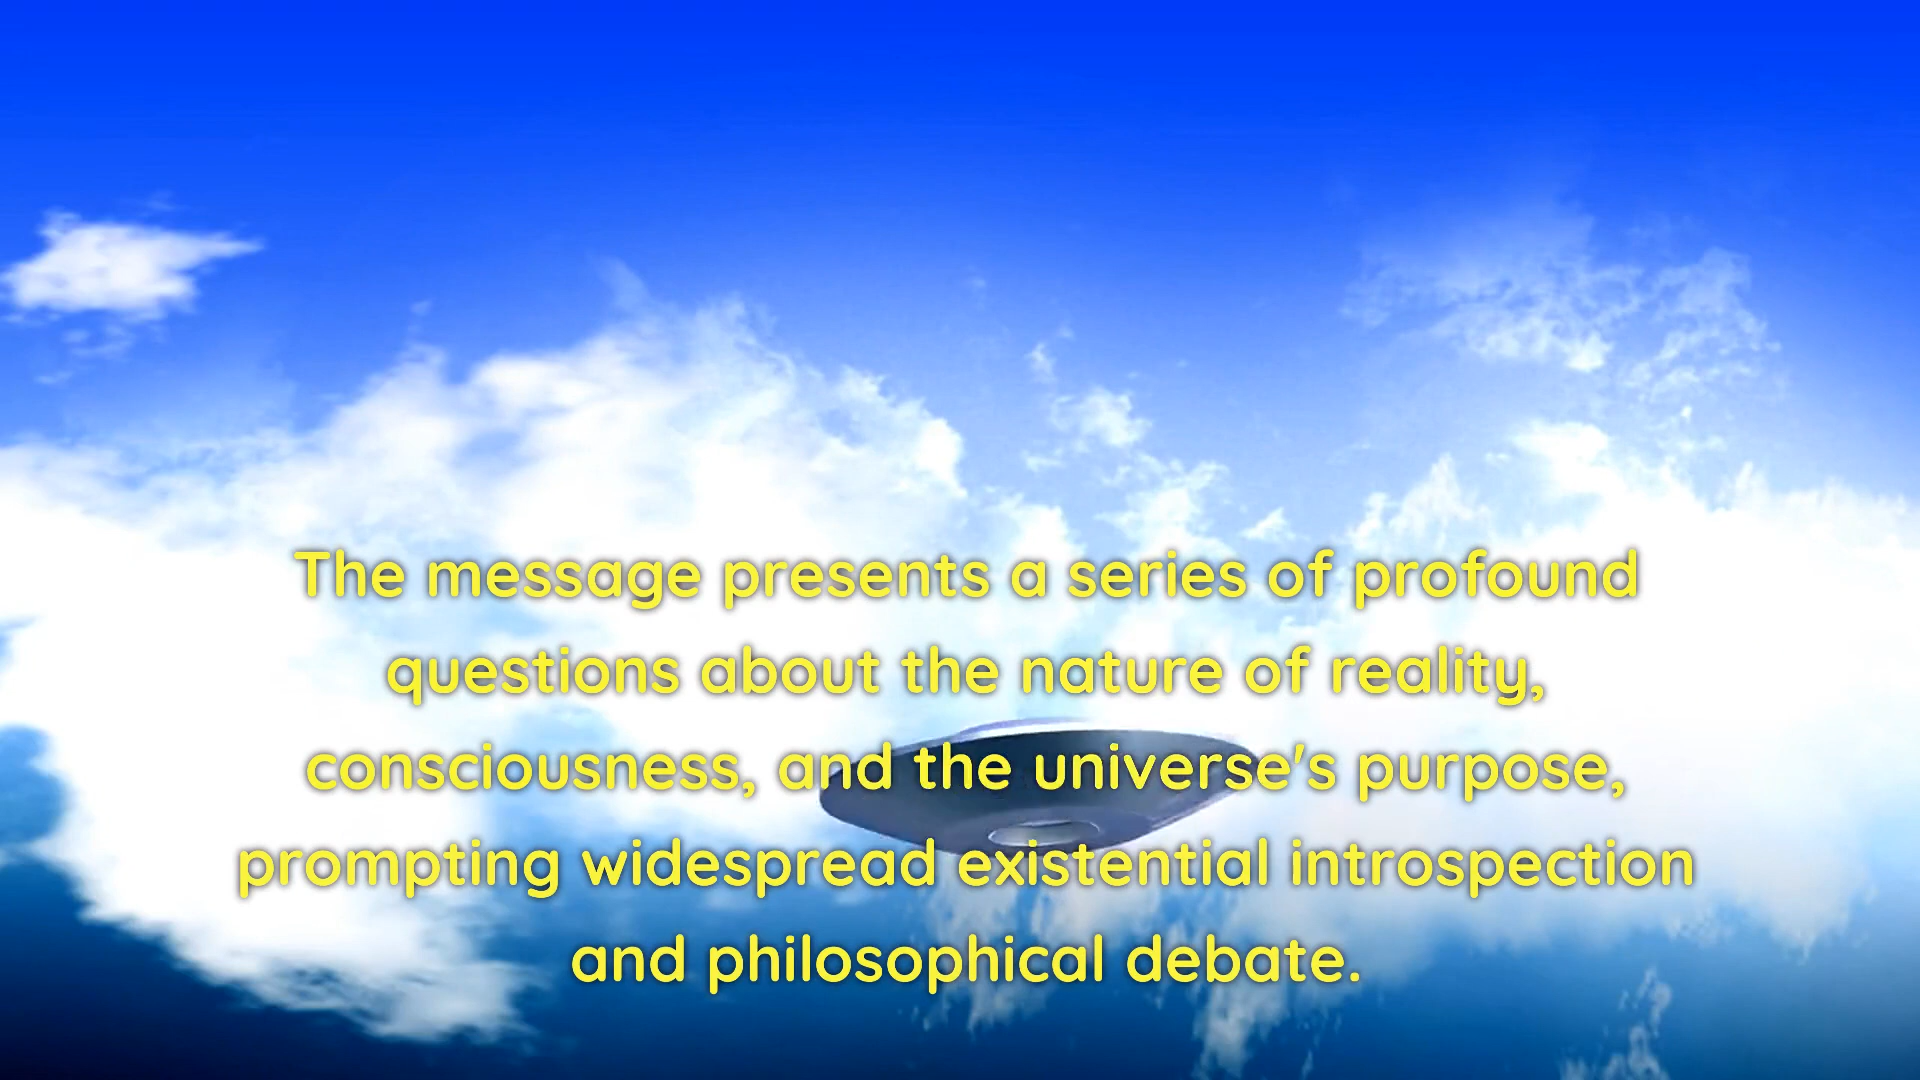 The message presents a series of profound
questions about the nature of reality,
consciousness, and the universe's purpose,
prompting widespread existential introspection
and philosophical debate.